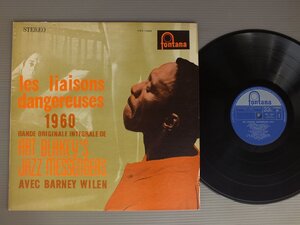 STEREO
fontana
les liaisons
dangereuses
1960
BANDE ORIGINALE INTEGRALE DE
ART BLAKEY'S
JAZZ MESSENGERS
AVEC BARNEY WILEN
fontana